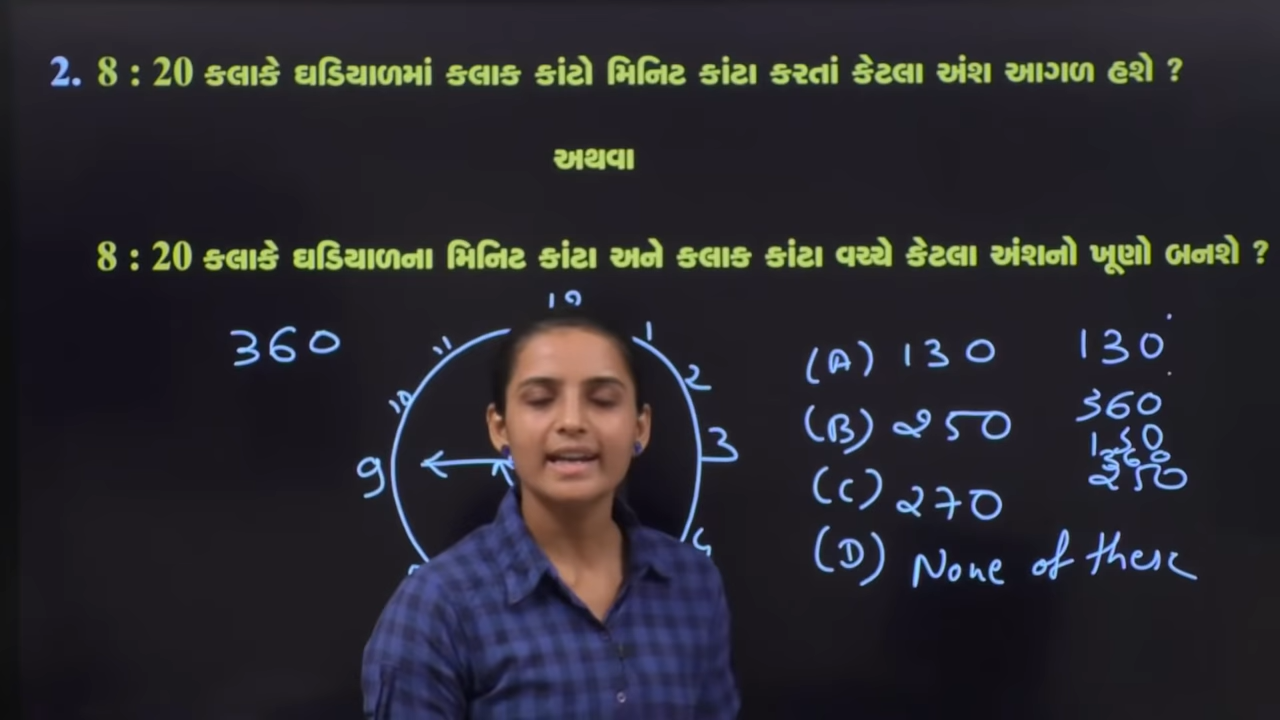 2. 8 : 20 કલાકે ઘડિયાળમાં કલાક કાંટો મિનિટ કાંટા કરતાં કેટલા અંશ આગળ હશે ?
અથવા
8 : 20 કલાકે ઘડિયાળના મિનિટ કાંટા અને કલાક કાંટા વચ્ચે કેટલા અંશનો ખૂણો બનશે ?
360
11
1
10
2
9
3
(A) 130
(B) 250
(C) 270
(D) None of these
130
360
130
360
250